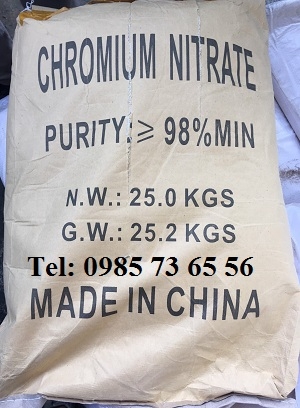 CHROMIUM NITRATE
PURITY. ≥ 98%MIN
N.W.: 25.0 KGS
G.W.: 25.2 KGS
Tel: 0985 73 65 56
MADE IN CHINA